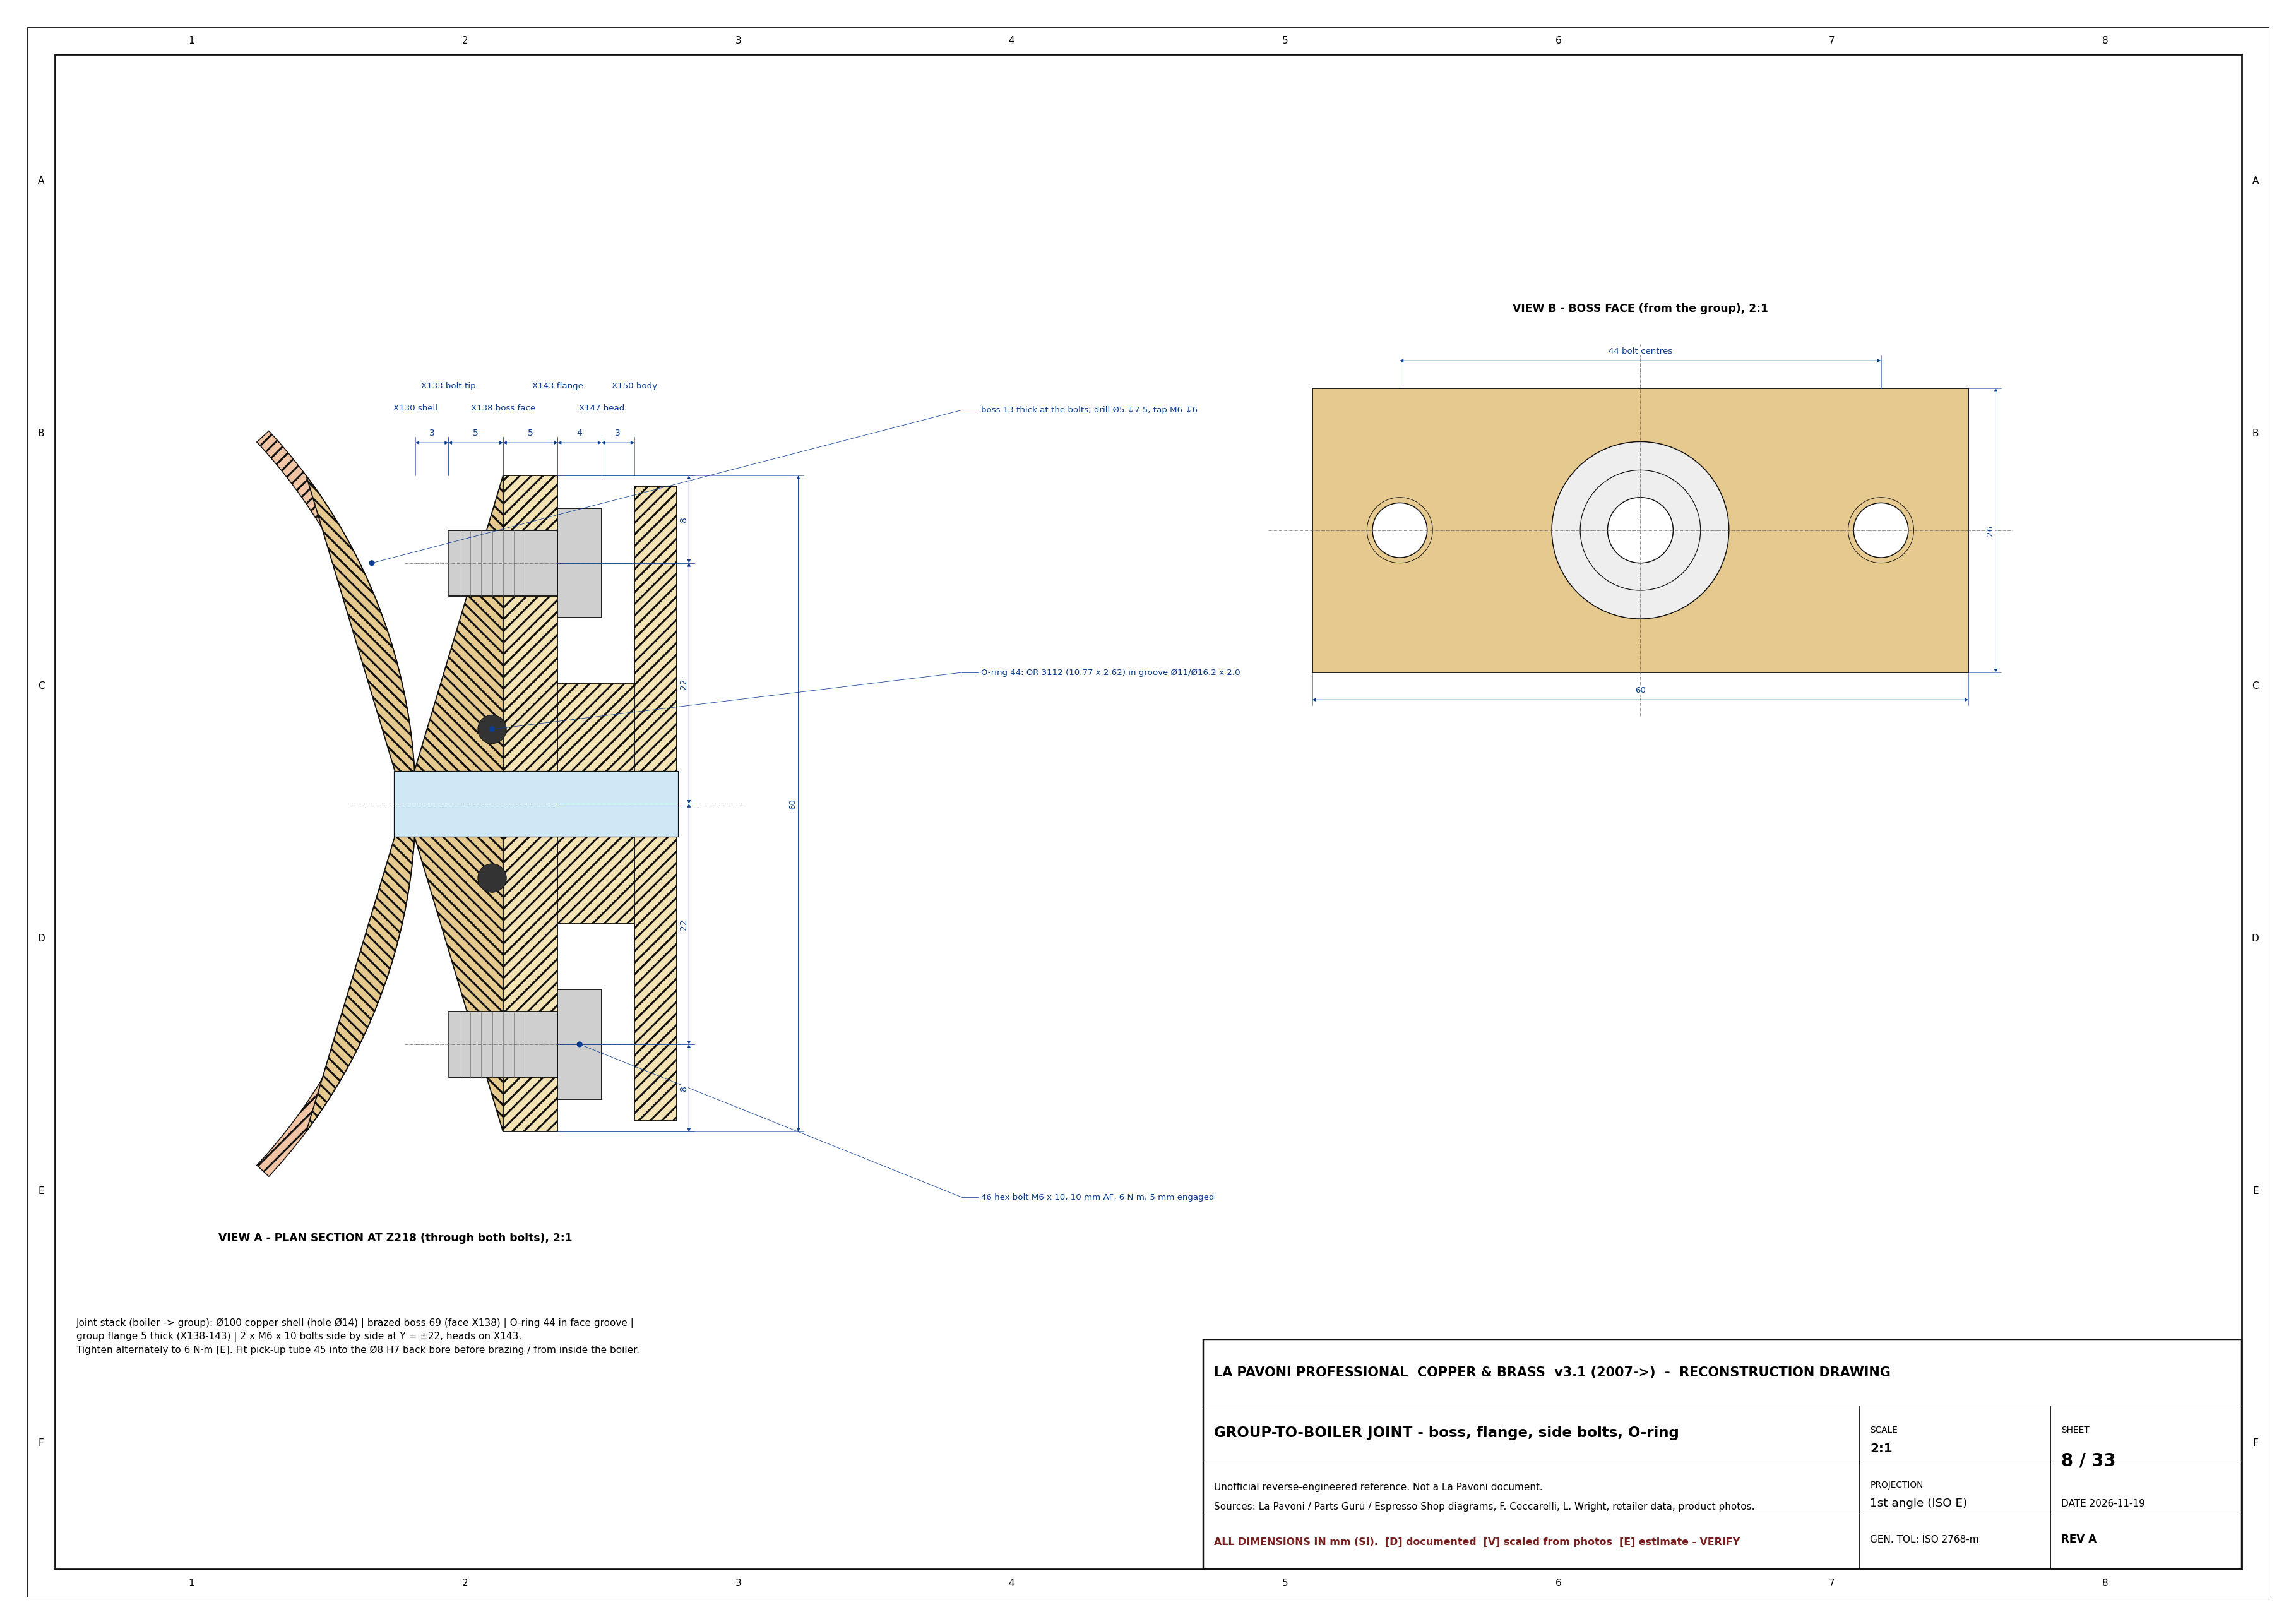 1 2 3 4 5 6 7 8
A A
VIEW B - BOSS FACE (from the group), 2:1
44 bolt centres
X133 bolt tip X143 flange X150 body
X130 shell X138 boss face X147 head
boss 13 thick at the bolts; drill Ø5 ↧7.5, tap M6 ↧6
B B
3 5 5 4 3
8
26
O-ring 44: OR 3112 (10.77 x 2.62) in groove Ø11/Ø16.2 x 2.0
C C
22
60
60
22
D D
8
E E
46 hex bolt M6 x 10, 10 mm AF, 6 N·m, 5 mm engaged
VIEW A - PLAN SECTION AT Z218 (through both bolts), 2:1
Joint stack (boiler -> group): Ø100 copper shell (hole Ø14) | brazed boss 69 (face X138) | O-ring 44 in face groove |
group flange 5 thick (X138-143) | 2 x M6 x 10 bolts side by side at Y = ±22, heads on X143.
Tighten alternately to 6 N·m [E]. Fit pick-up tube 45 into the Ø8 H7 back bore before brazing / from inside the boiler.
LA PAVONI PROFESSIONAL COPPER & BRASS v3.1 (2007->) - RECONSTRUCTION DRAWING
GROUP-TO-BOILER JOINT - boss, flange, side bolts, O-ring
SCALE
2:1
SHEET
8 / 33
F F
Unofficial reverse-engineered reference. Not a La Pavoni document.
Sources: La Pavoni / Parts Guru / Espresso Shop diagrams, F. Ceccarelli, L. Wright, retailer data, product photos.
PROJECTION
1st angle (ISO E)
DATE 2026-11-19
ALL DIMENSIONS IN mm (SI). [D] documented [V] scaled from photos [E] estimate - VERIFY
GEN. TOL: ISO 2768-m
REV A
1 2 3 4 5 6 7 8